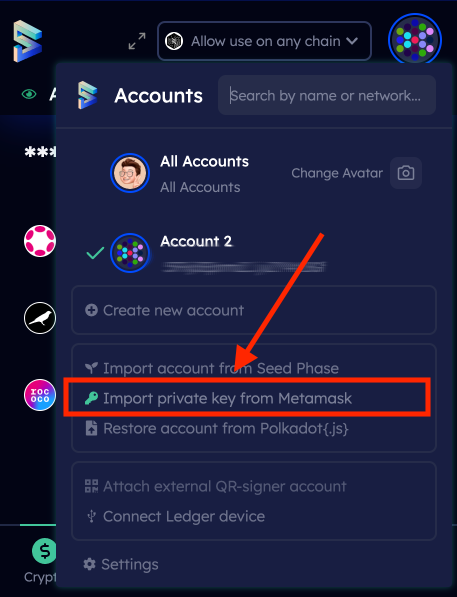 Allow use on any chain
A
Accounts
Search by name or network...
***
All Accounts
All Accounts
Change Avatar
Account 2
Create new account
Import account from Seed Phase
Import private key from Metamask
Restore account from Polkadot{.js}
roc
oco
Attach external QR-signer account
Connect Ledger device
Settings
Crypt